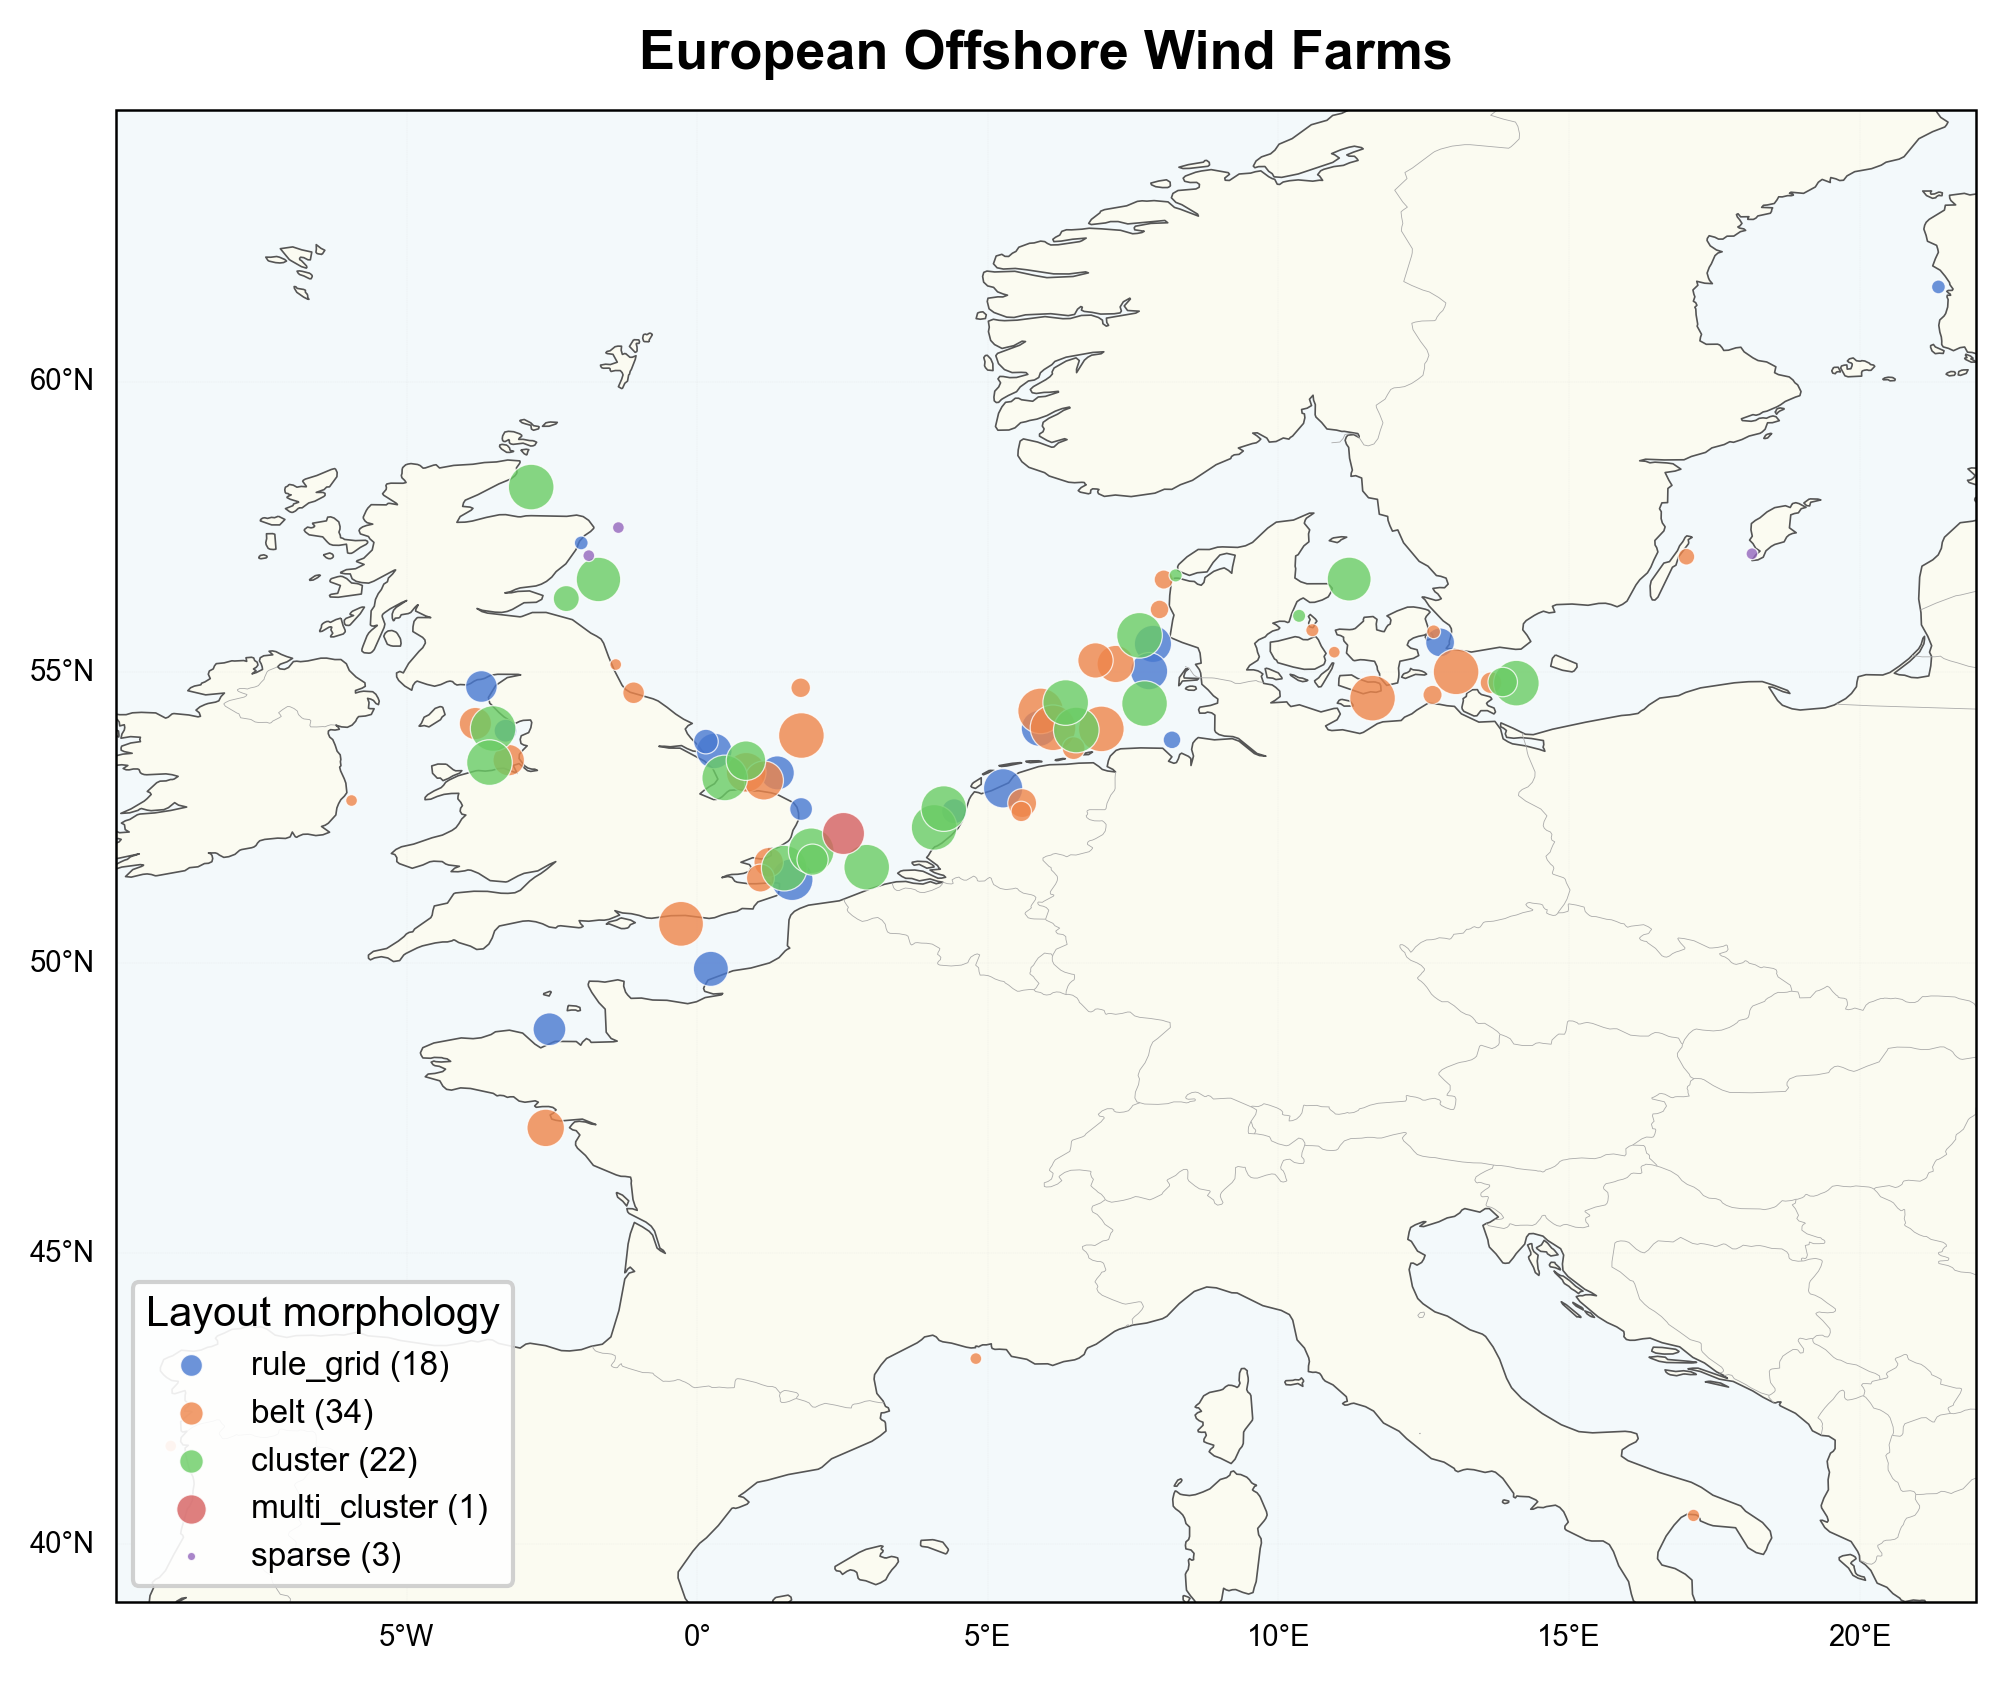 European Offshore Wind Farms
60°N
55°N
50°N
45°N
40°N
Layout morphology
rule_grid (18)
belt (34)
cluster (22)
multi_cluster (1)
sparse (3)
5°W
0°
5°E
10°E
15°E
20°E